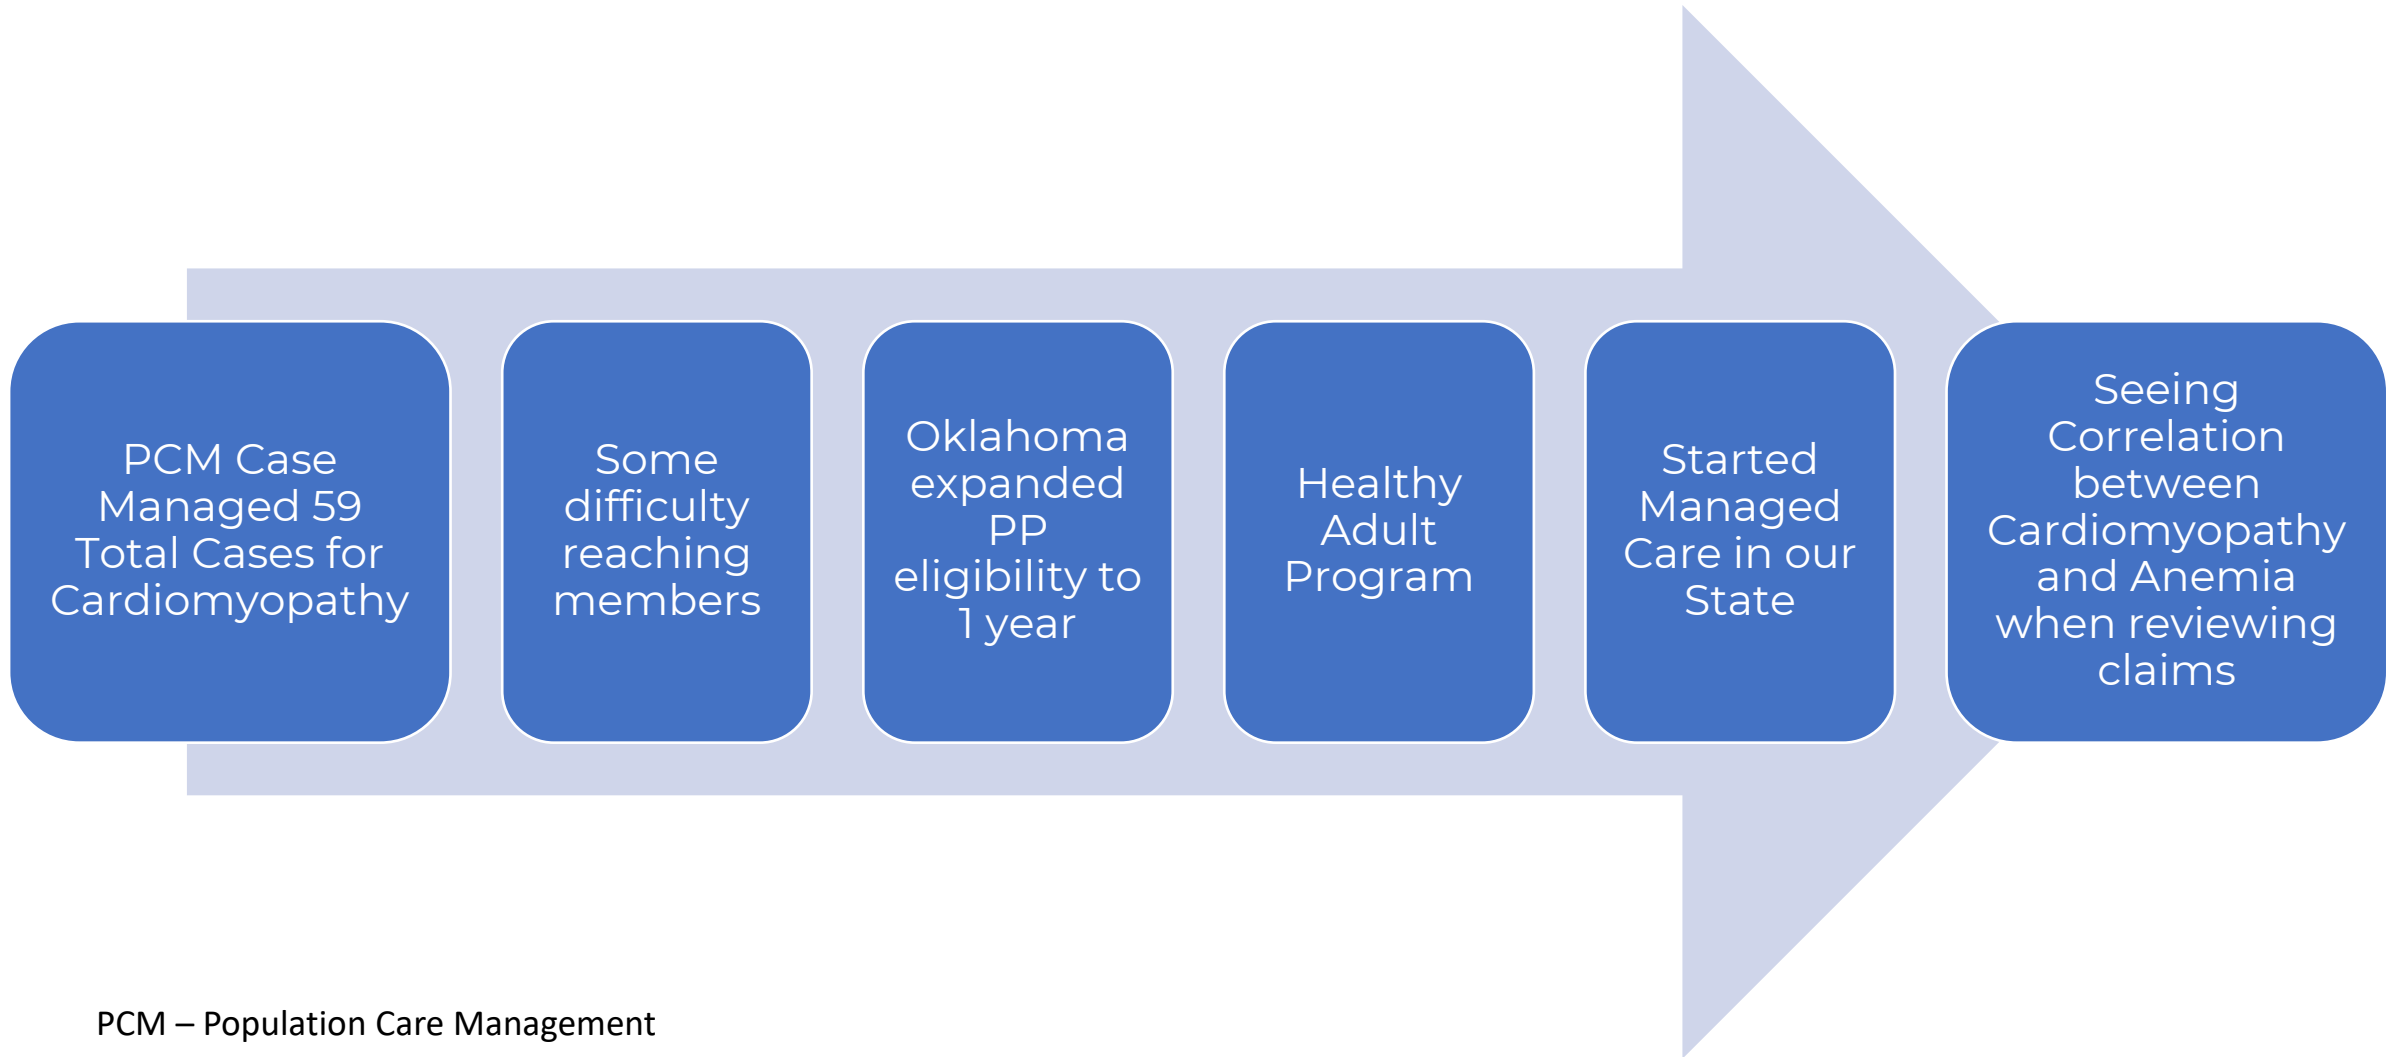 PCM Case
Managed 59
Total Cases for
Cardiomyopathy
Some
difficulty
reaching
members
Oklahoma
expanded
PP
eligibility to
1 year
Healthy
Adult
Program
Started
Managed
Care in our
State
Seeing
Correlation
between
Cardiomyopathy
and Anemia
when reviewing
claims
PCM – Population Care Management